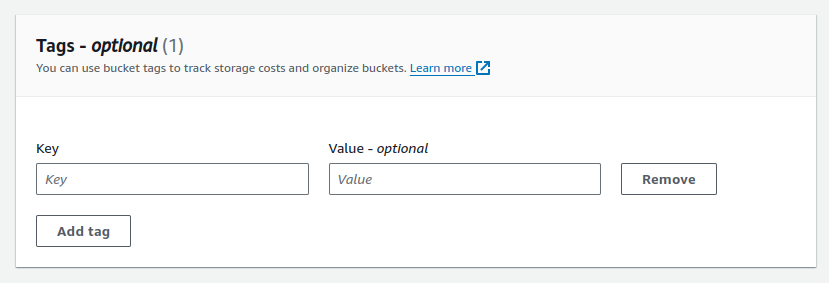 Tags - optional (1)
You can use bucket tags to track storage costs and organize buckets. Learn more
Key
Value - optional
Key
Value
Remove
Add tag